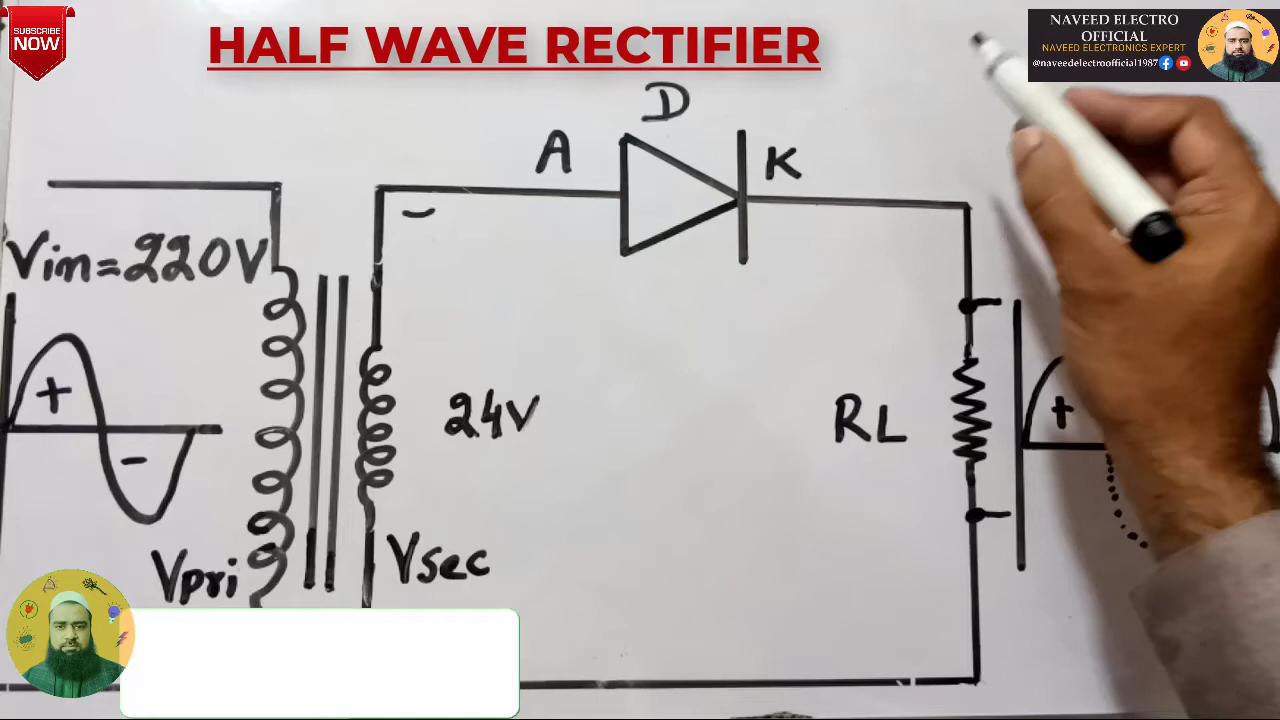 SUBSCRIBE
NOW
HALF WAVE RECTIFIER
NAVEED ELECTRO
OFFICIAL
NAVEED ELECTRONICS EXPERT
@naveedelectroofficial1987
D
A
K
-
Vin=220V
+
-
24V
RL
+
Vsec
Vpri